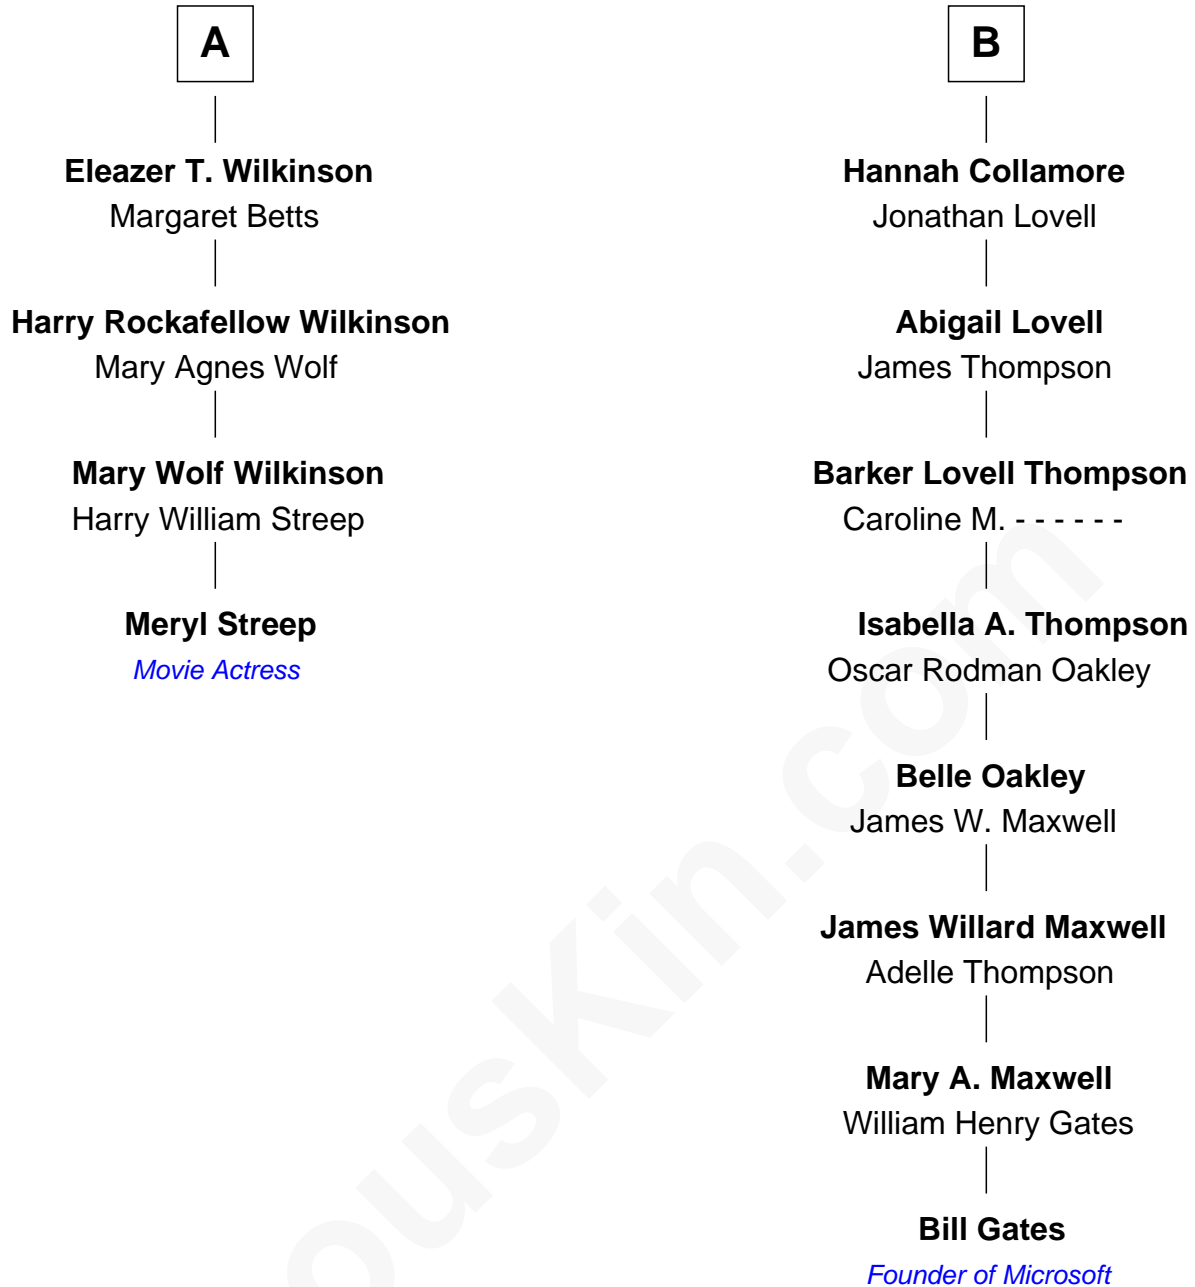 A
Eleazer T. Wilkinson
Margaret Betts
Harry Rockafellow Wilkinson
Mary Agnes Wolf
Mary Wolf Wilkinson
Harry William Streep
Meryl Streep
Movie Actress
B
Hannah Collamore
Jonathan Lovell
Abigail Lovell
James Thompson
Barker Lovell Thompson
Caroline M. - - - - - -
Isabella A. Thompson
Oscar Rodman Oakley
Belle Oakley
James W. Maxwell
James Willard Maxwell
Adelle Thompson
Mary A. Maxwell
William Henry Gates
Bill Gates
Founder of Microsoft
ousKin.com